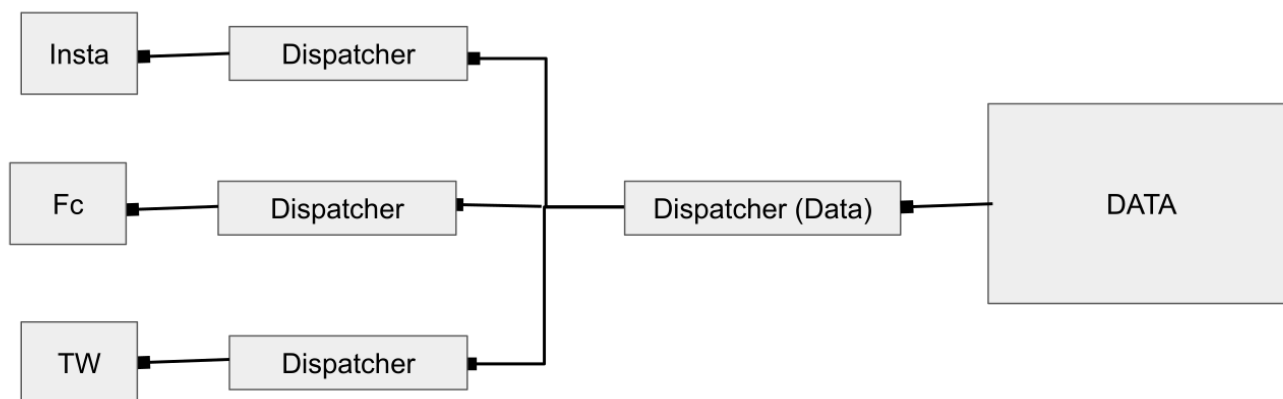 Insta
Dispatcher
Fc
Dispatcher
Dispatcher (Data)
DATA
TW
Dispatcher